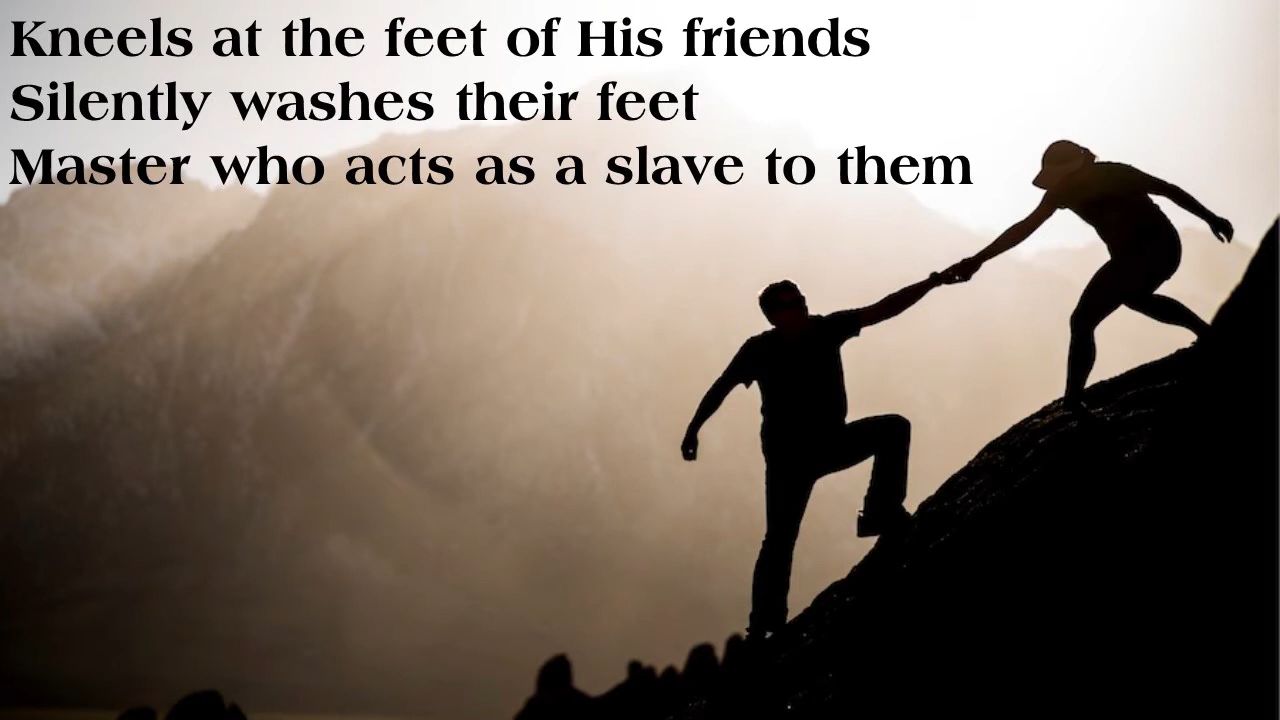 Kneels at the feet of His friends
Silently washes their feet
Master who acts as a slave to them